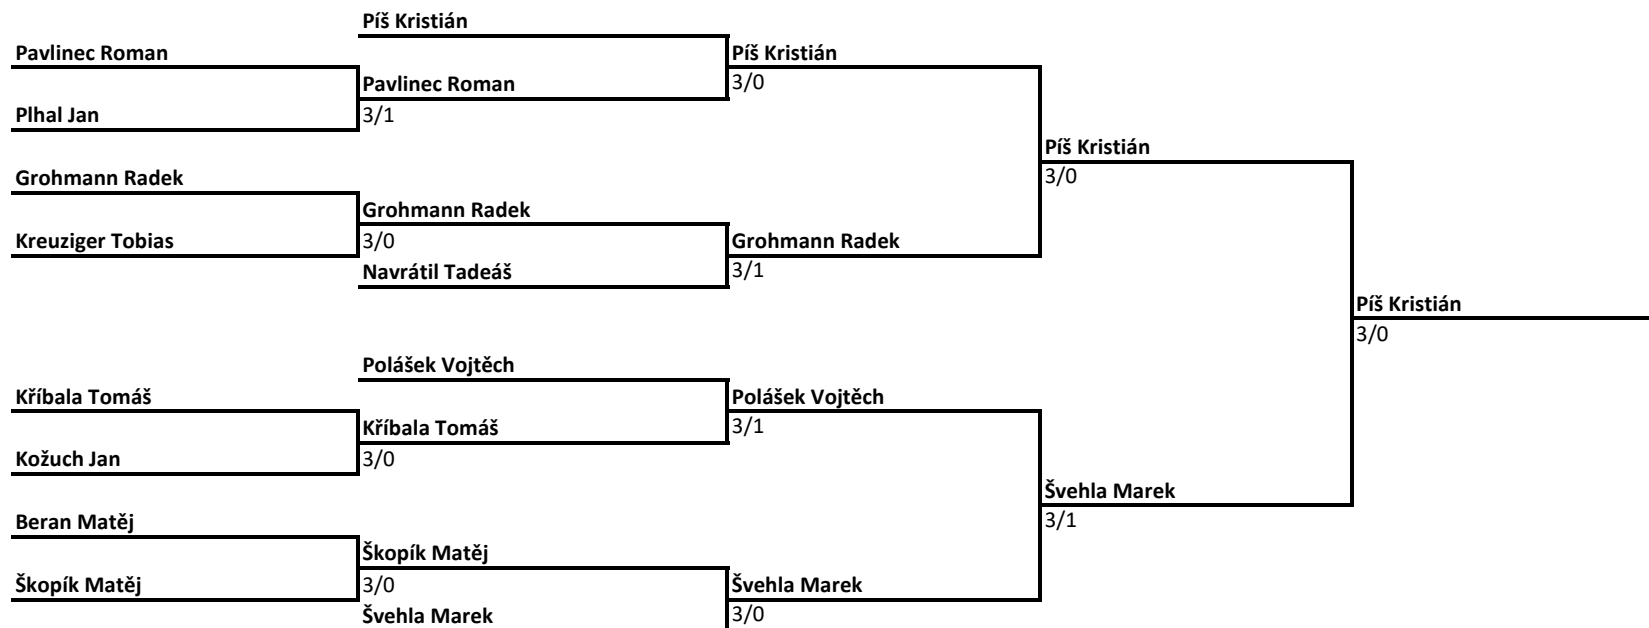 Píš Kristián
Pavlinec Roman
Píš Kristián
Pavlinec Roman
3/0
Plhal Jan
3/1
Píš Kristián
Grohmann Radek
3/0
Grohmann Radek
Kreuziger Tobias
3/0
Grohmann Radek
Navrátil Tadeáš
3/1
Píš Kristián
3/0
Polášek Vojtěch
Kříbala Tomáš
Polášek Vojtěch
Kříbala Tomáš
3/1
Kožuch Jan
3/0
Švehla Marek
Beran Matěj
3/1
Škopík Matěj
Škopík Matěj
3/0
Švehla Marek
Švehla Marek
3/0